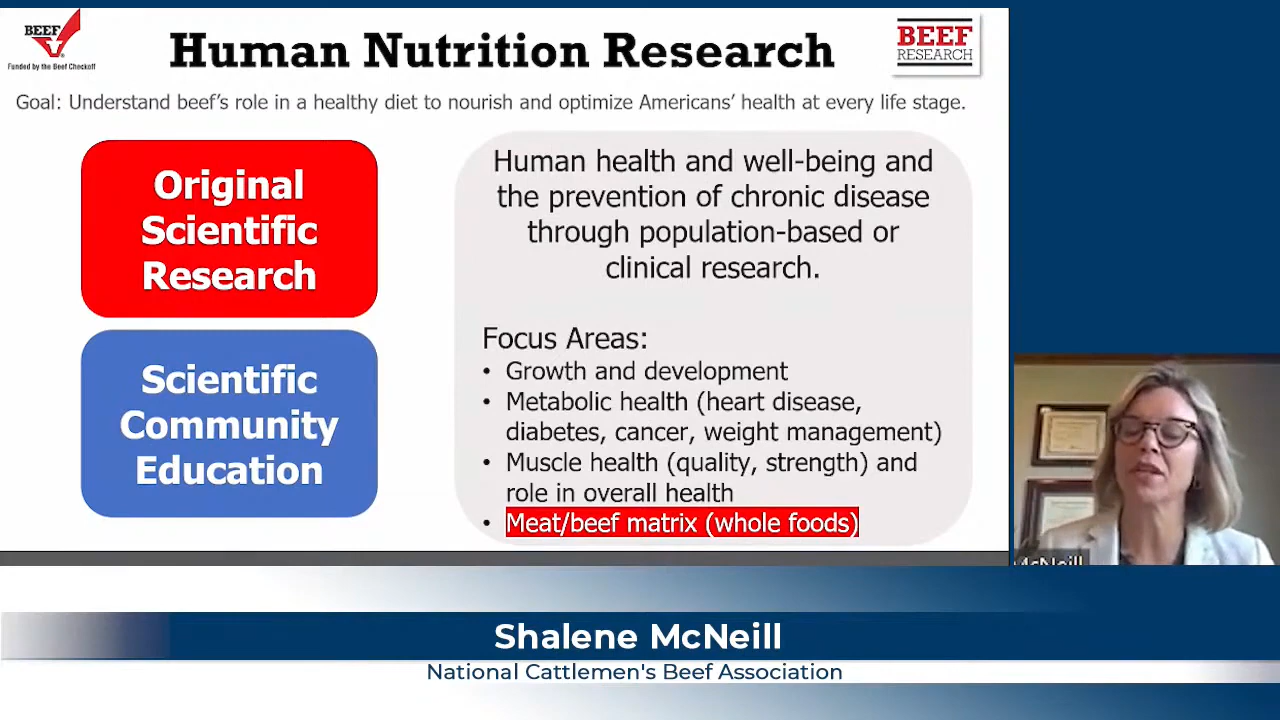 BEEF
Funded by the Beef Checkoff
Human Nutrition Research
BEEF
RESEARCH
Goal: Understand beef's role in a healthy diet to nourish and optimize Americans' health at every life stage.
Original
Scientific
Research
Scientific
Community
Education
Human health and well-being and
the prevention of chronic disease
through population-based or
clinical research.
Focus Areas:
• Growth and development
• Metabolic health (heart disease,
diabetes, cancer, weight management)
• Muscle health (quality, strength) and
role in overall health
• Meat/beef matrix (whole foods)
McNeill
Shalene McNeill
National Cattlemen's Beef Association